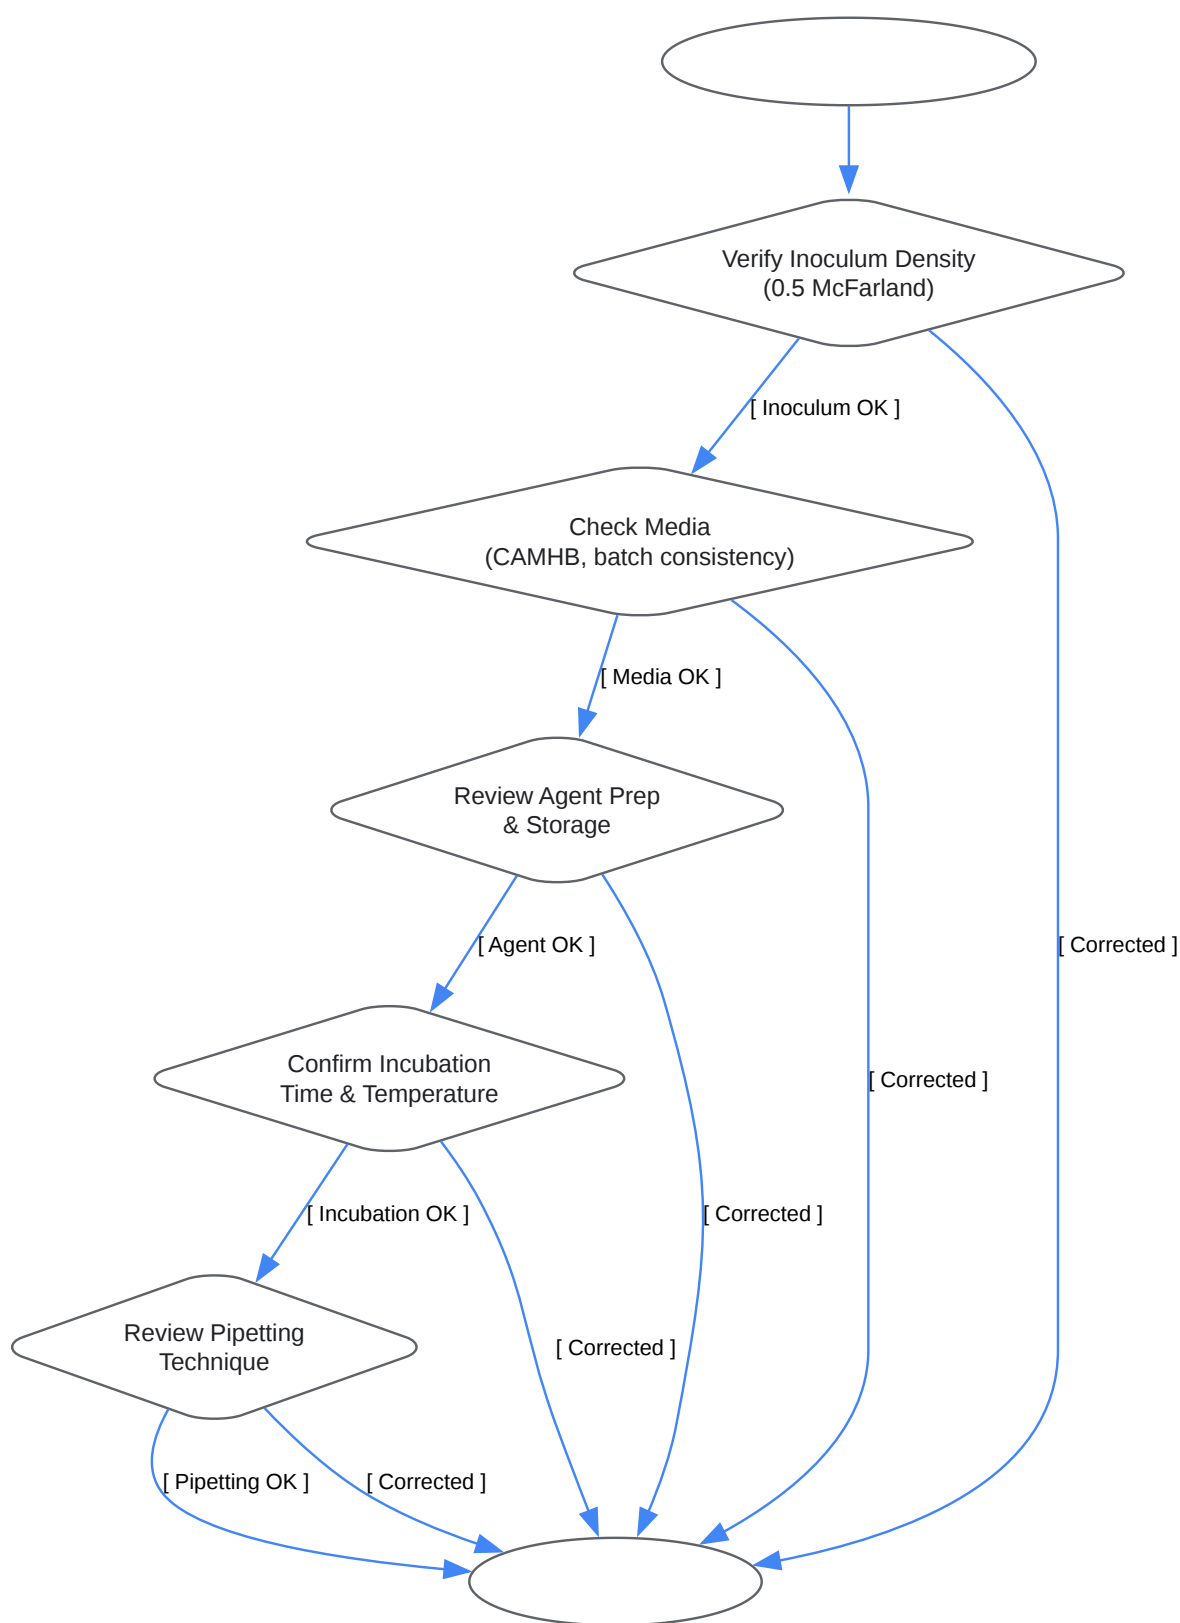 Verify Inoculum Density
(0.5 McFarland)
[ Inoculum OK ]
Check Media
(CAMHB, batch consistency)
[ Media OK ]
Review Agent Prep
& Storage
[ Agent OK ]
[ Corrected ]
Confirm Incubation
Time & Temperature
[ Corrected ]
[ Incubation OK ]
[ Corrected ]
Review Pipetting
Technique
[ Corrected ]
[ Pipetting OK ]
[ Corrected ]